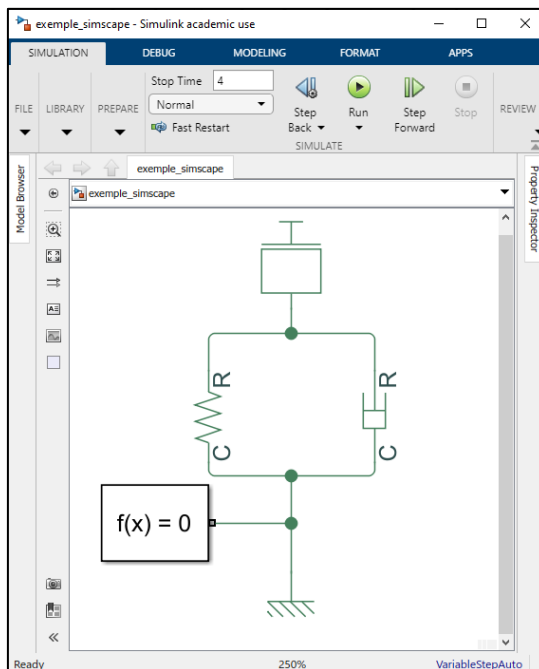 exemple_simscape - Simulink academic use
SIMULATION DEBUG MODELING FORMAT APPS
FILE
LIBRARY
PREPARE
Stop Time 4
Normal
Fast Restart
Step Back
Run
Step Forward
Stop
SIMULATE
REVIEW
Model Browser
exemple_simscape
exemple_simscape
Property Inspector
R
C
R
C
f(x) = 0
Ready 250% VariableStepAuto